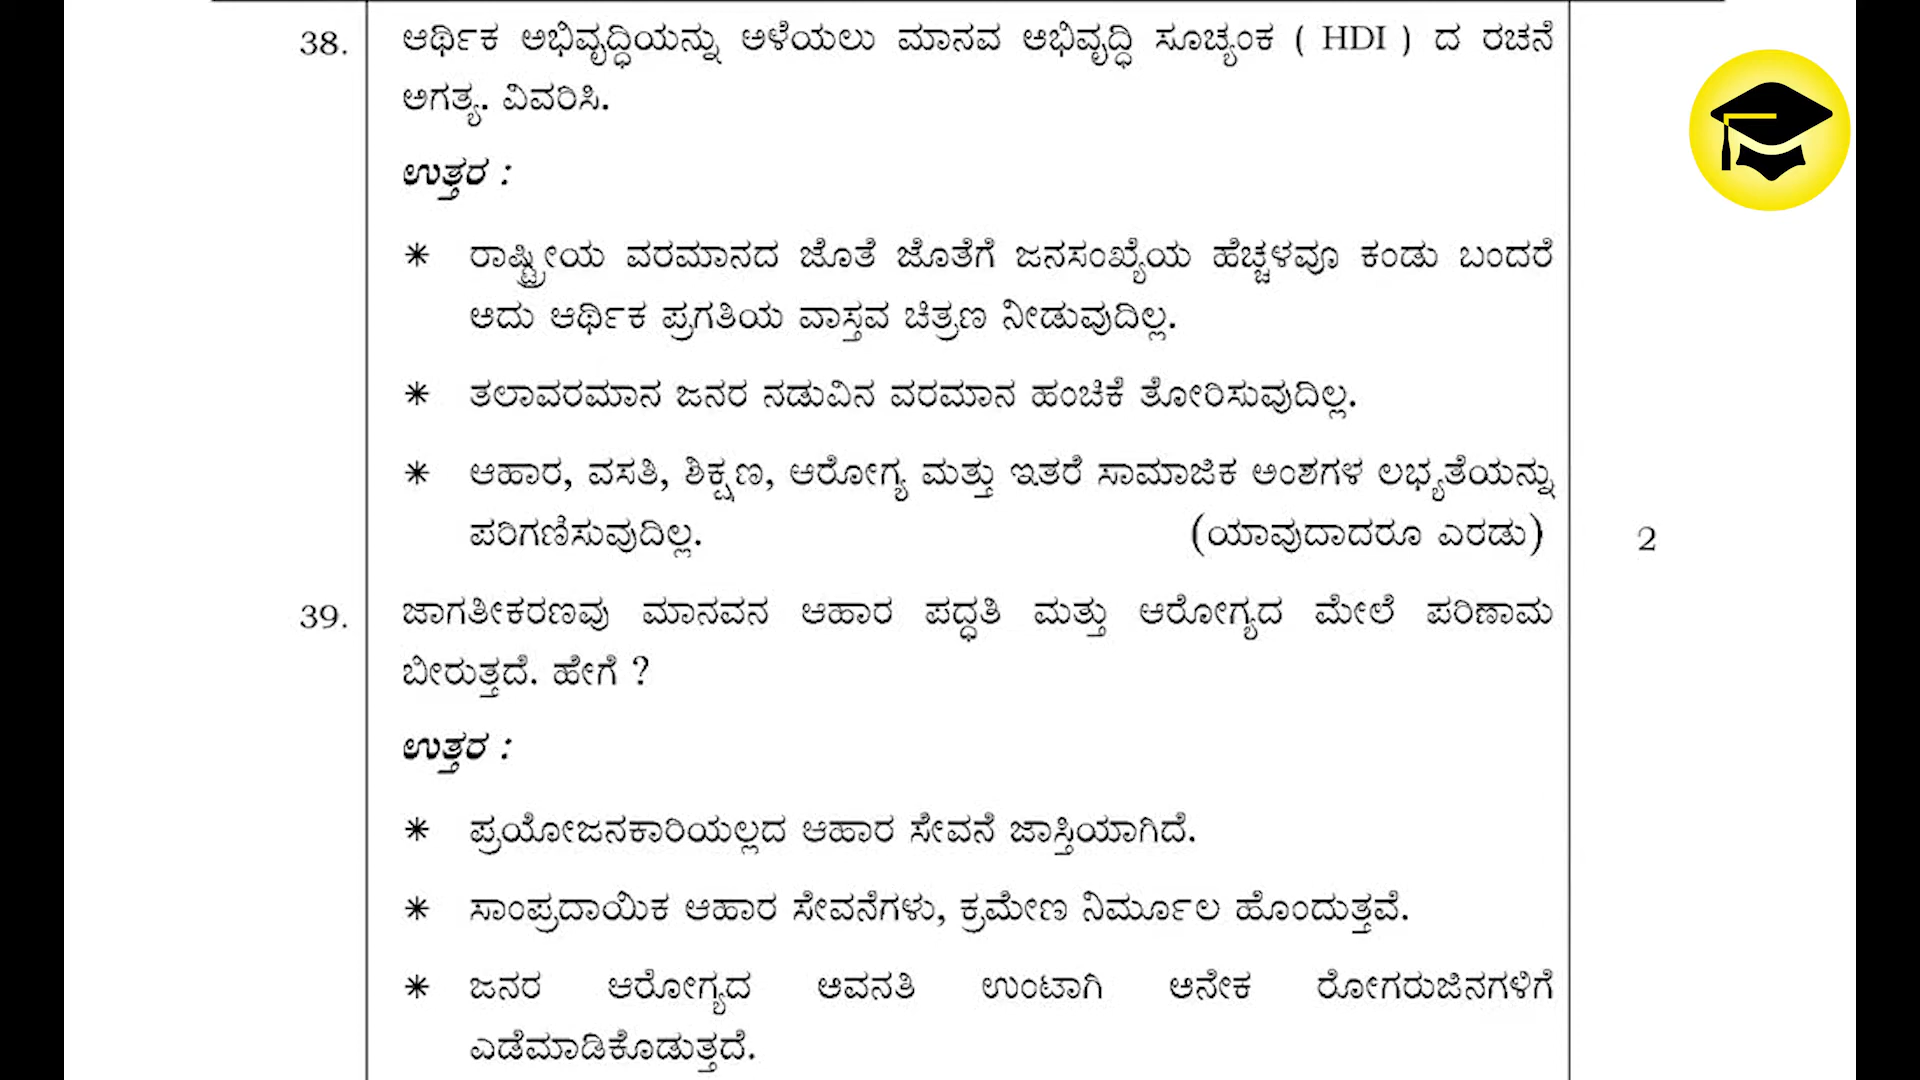 38. ಆರ್ಥಿಕ ಅಭಿವೃದ್ಧಿಯನ್ನು ಅಳೆಯಲು ಮಾನವ ಅಭಿವೃದ್ಧಿ ಸೂಚ್ಯಂಕ ( HDI ) ದ ರಚನೆ
ಅಗತ್ಯ. ವಿವರಿಸಿ.
ಉತ್ತರ :
* ರಾಷ್ಟ್ರೀಯ ವರಮಾನದ ಜೊತೆ ಜೊತೆಗೆ ಜನಸಂಖ್ಯೆಯ ಹೆಚ್ಚಳವೂ ಕಂಡು ಬಂದರೆ
ಅದು ಆರ್ಥಿಕ ಪ್ರಗತಿಯ ವಾಸ್ತವ ಚಿತ್ರಣ ನೀಡುವುದಿಲ್ಲ.
* ತಲಾವರಮಾನ ಜನರ ನಡುವಿನ ವರಮಾನ ಹಂಚಿಕೆ ತೋರಿಸುವುದಿಲ್ಲ.
* ಆಹಾರ, ವಸತಿ, ಶಿಕ್ಷಣ, ಆರೋಗ್ಯ ಮತ್ತು ಇತರೆ ಸಾಮಾಜಿಕ ಅಂಶಗಳ ಲಭ್ಯತೆಯನ್ನು
ಪರಿಗಣಿಸುವುದಿಲ್ಲ. (ಯಾವುದಾದರೂ ಎರಡು) 2
39. ಜಾಗತೀಕರಣವು ಮಾನವನ ಆಹಾರ ಪದ್ಧತಿ ಮತ್ತು ಆರೋಗ್ಯದ ಮೇಲೆ ಪರಿಣಾಮ
ಬೀರುತ್ತದೆ. ಹೇಗೆ ?
ಉತ್ತರ :
* ಪ್ರಯೋಜನಕಾರಿಯಲ್ಲದ ಆಹಾರ ಸೇವನೆ ಜಾಸ್ತಿಯಾಗಿದೆ.
* ಸಾಂಪ್ರದಾಯಿಕ ಆಹಾರ ಸೇವನೆಗಳು, ಕ್ರಮೇಣ ನಿರ್ಮೂಲ ಹೊಂದುತ್ತವೆ.
* ಜನರ ಆರೋಗ್ಯದ ಅವನತಿ ಉಂಟಾಗಿ ಅನೇಕ ರೋಗರುಜಿನಗಳಿಗೆ
ಎಡೆಮಾಡಿಕೊಡುತ್ತದೆ.